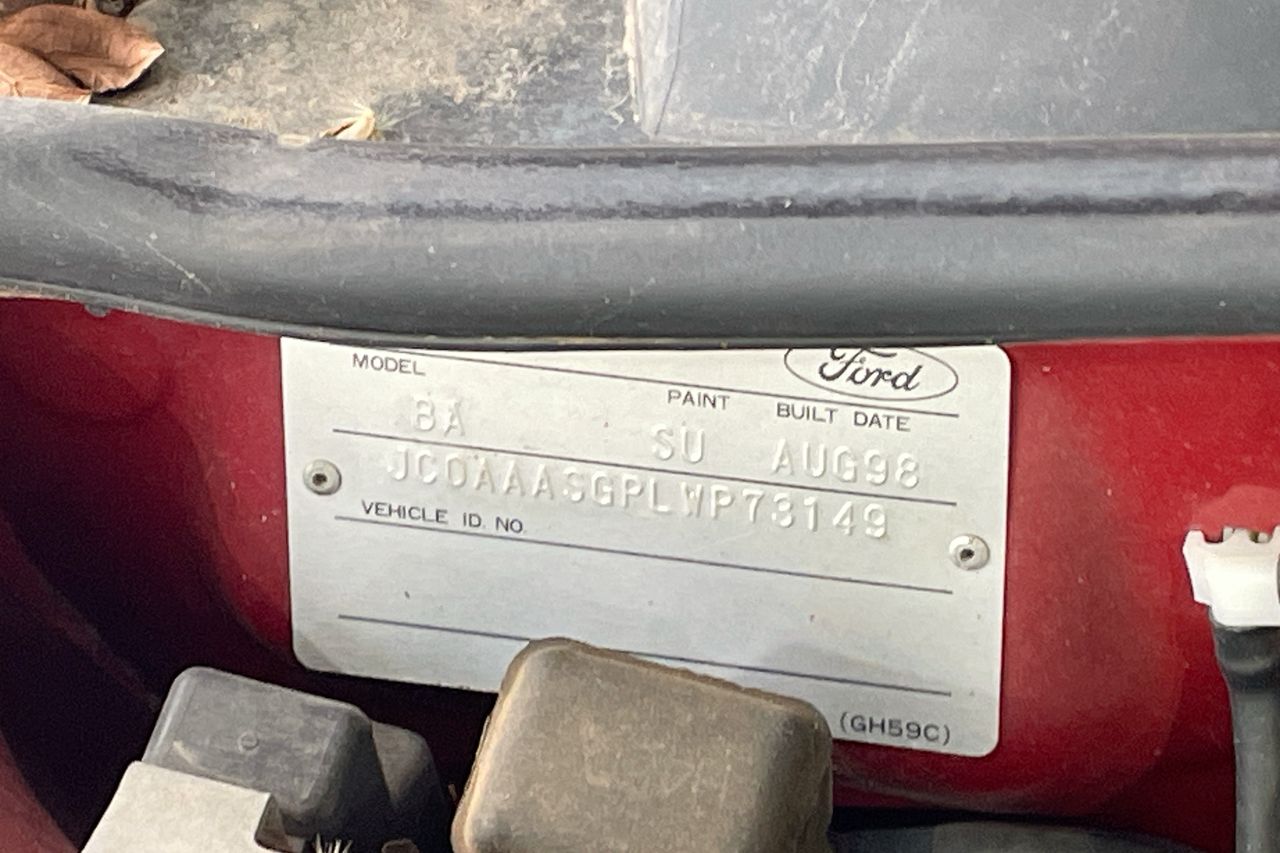 Ford
MODEL PAINT BUILT DATE
BA SU AUG98
JC0AAASGPLWP73149
VEHICLE ID. NO.
(GH59C)